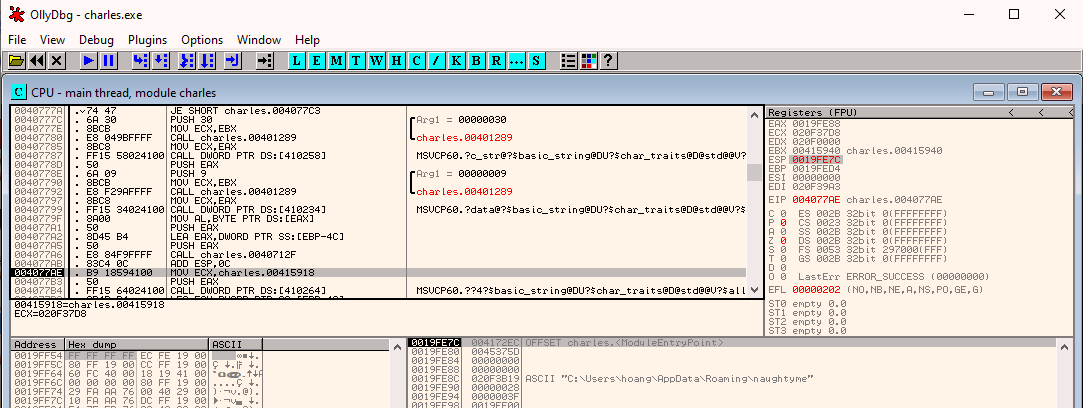 OllyDbg - charles.exe
File View Debug Plugins Options Window Help
L E M T W H C / K B R ... S ?
C CPU - main thread, module charles
0040777A .v 74 47 JE SHORT charles.004077C3
. 6A 30 PUSH 30 Arg1 = 00000030
. 8BCB MOV ECX,EBX
00407780 . E8 049BFFFF CALL charles.00401289 charles.00401289
. 8BC8 MOV ECX,EAX
00407787 . FF15 58024100 CALL DWORD PTR DS:[410258] MSVCP60.?c_str@?$basic_string@DU?$char_traits@D@std@@V?
. 50 PUSH EAX
. 6A 09 PUSH 9 Arg1 = 00000009
00407790 . 8BCB MOV ECX,EBX
00407792 . E8 F29AFFFF CALL charles.00401289 charles.00401289
00407797 . 8BC8 MOV ECX,EAX
00407799 . FF15 34024100 CALL DWORD PTR DS:[410234] MSVCP60.?data@?$basic_string@DU?$char_traits@D@std@@V?$
0040779F . 8A00 MOV AL,BYTE PTR DS:[EAX]
004077A1 . 50 PUSH EAX
004077A2 . 8D45 B4 LEA EAX,DWORD PTR SS:[EBP-4C]
004077A5 . 50 PUSH EAX
004077A6 . E8 84F9FFFF CALL charles.0040712F
004077AB . 83C4 0C ADD ESP,0C
004077AE . B9 18594100 MOV ECX,charles.00415918
004077B3 . 50 PUSH EAX
004077B4 . FF15 64024100 CALL DWORD PTR DS:[410264] MSVCP60.??4?$basic_string@DU?$char_traits@D@std@@V?$all
00415918=charles.00415918
ECX=020F37D8
Registers (FPU) < < <
EAX 0019FE88
ECX 020F37D8
EDX 020F0000
EBX 00415940 charles.00415940
ESP 0019FE7C
EBP 0019FED4
ESI 00000000
EDI 020F39A3
EIP 004077AE charles.004077AE
C 0 ES 002B 32bit 0(FFFFFFFF)
P 0 CS 0023 32bit 0(FFFFFFFF)
A 0 SS 002B 32bit 0(FFFFFFFF)
Z 0 DS 002B 32bit 0(FFFFFFFF)
S 0 FS 0053 32bit 297000(FFF)
T 0 GS 002B 32bit 0(FFFFFFFF)
D 0
O 0 LastErr ERROR_SUCCESS (00000000)
EFL 00000202 (NO,NB,NE,A,NS,PO,GE,G)
ST0 empty 0.0
ST1 empty 0.0
ST2 empty 0.0
ST3 empty 0.0
Address Hex dump ASCII
0019FF54 FF FF FF FF EC FE 19 00
0019FF5C 80 FF 19 00
0019FF64 60 FC 40 00 18 19 41 00
0019FF6C 00 00 00 00 80 FF 19 00
0019FF74 29 FA AA 76 00 40 29 00
0019FF7C 10 FA AA 76 DC FF 19 00
0019FE7C 004172EC OFFSET charles.<ModuleEntryPoint>
0019FE80 0045375D
0019FE84 00000000
0019FE88 00000000
0019FE8C 020F3B19 ASCII "C:\Users\hoang\AppData\Roaming\naughtyme"
0019FE90 00000028
0019FE94 0000003F
0019FE98 0019FF00